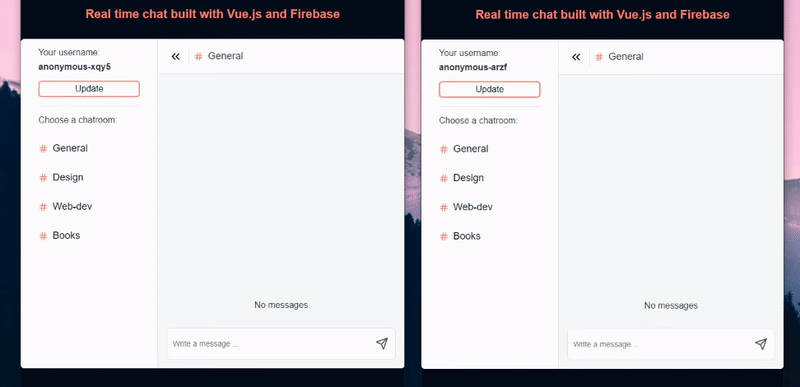 Real time chat built with Vue.js and Firebase
Your username:
anonymous-xqy5
Update
Choose a chatroom:
# General
# Design
# Web-dev
# Books
# General
No messages
Write a message ...
Real time chat built with Vue.js and Firebase
Your username:
anonymous-arzf
Update
Choose a chatroom:
# General
# Design
# Web-dev
# Books
# General
No messages
Write a message ...